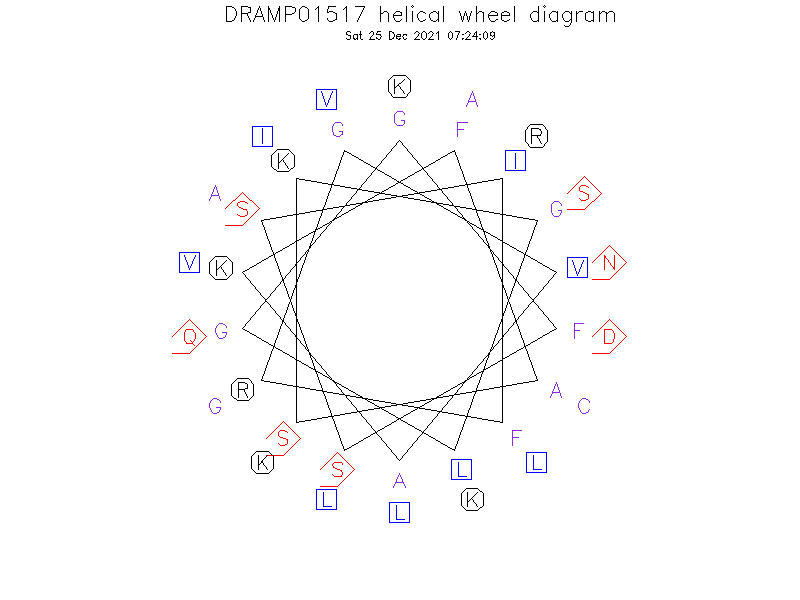 DRAMP01517 helical wheel diagram
Sat 25 Dec 2021 07:24:09
K
V A
G G F
I R
K I
A S
S G
V K V N
Q G F D
R A
G C
S F
K L
S L
A
L K
L